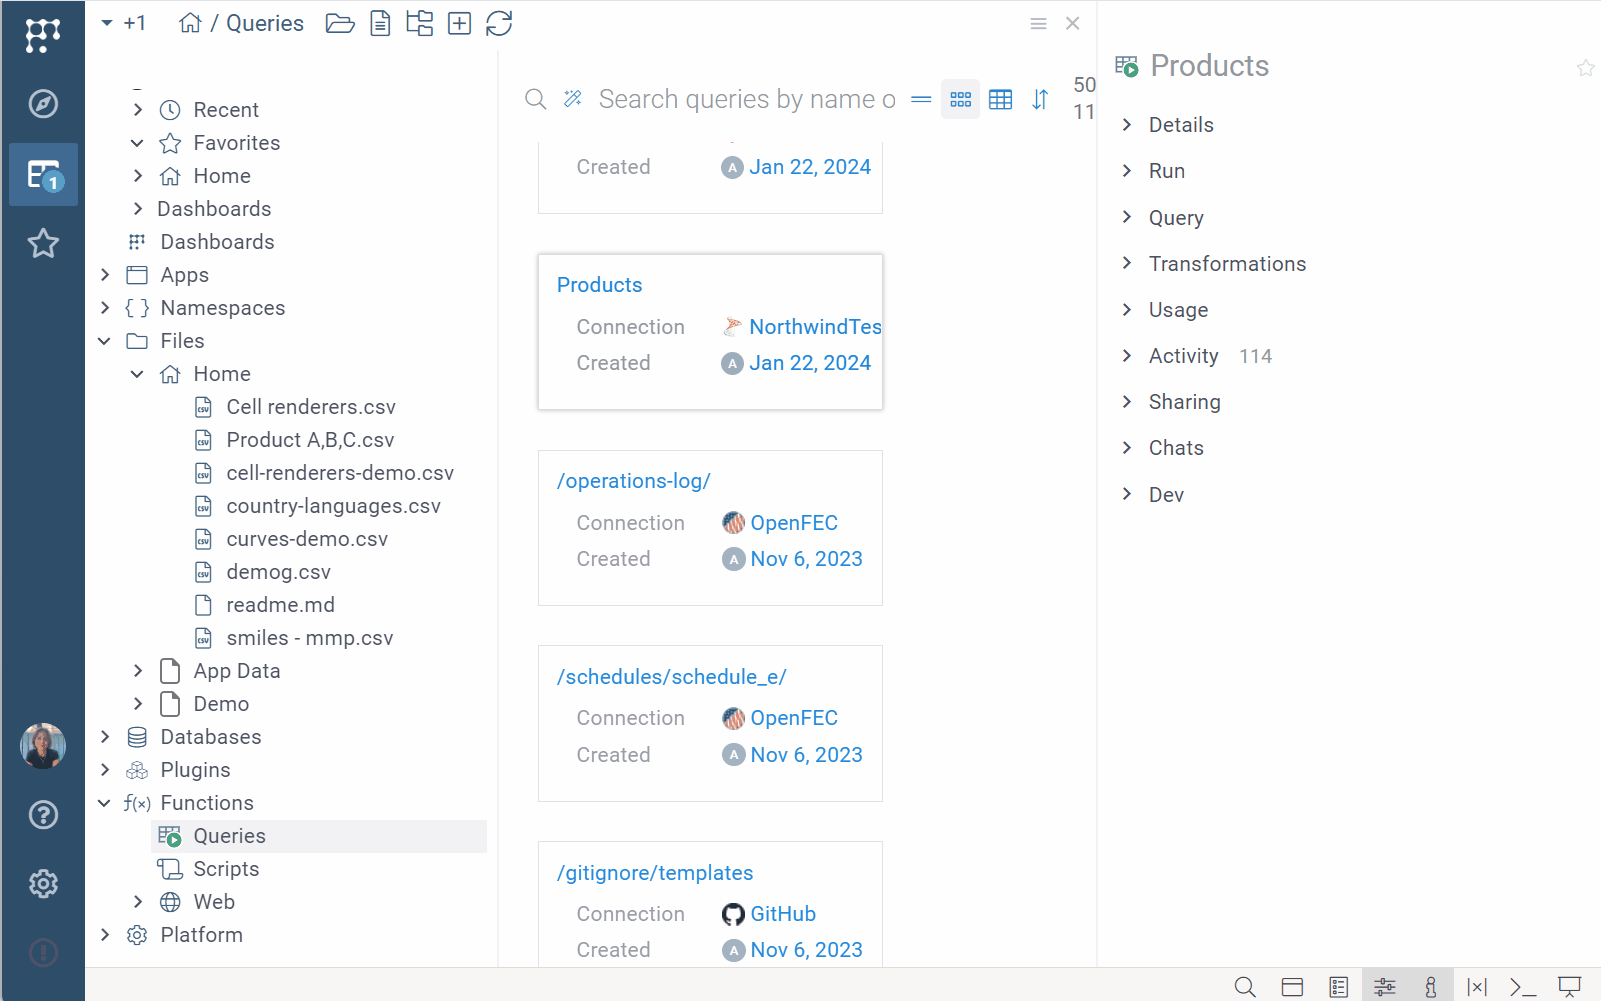 +1
/ Queries
Recent
Favorites
Home
Dashboards
Dashboards
Apps
Namespaces
Files
Home
Cell renderers.csv
Product A,B,C.csv
cell-renderers-demo.csv
country-languages.csv
curves-demo.csv
demog.csv
readme.md
smiles - mmp.csv
App Data
Demo
Databases
Plugins
f(x) Functions
Queries
Scripts
Web
Platform
1
Search queries by name o
50
11
Created A Jan 22, 2024
Products
Connection NorthwindTes
Created A Jan 22, 2024
/operations-log/
Connection OpenFEC
Created A Nov 6, 2023
/schedules/schedule_e/
Connection OpenFEC
Created A Nov 6, 2023
/gitignore/templates
Connection GitHub
Created A Nov 6, 2023
Products
Details
Run
Query
Transformations
Usage
Activity 114
Sharing
Chats
Dev